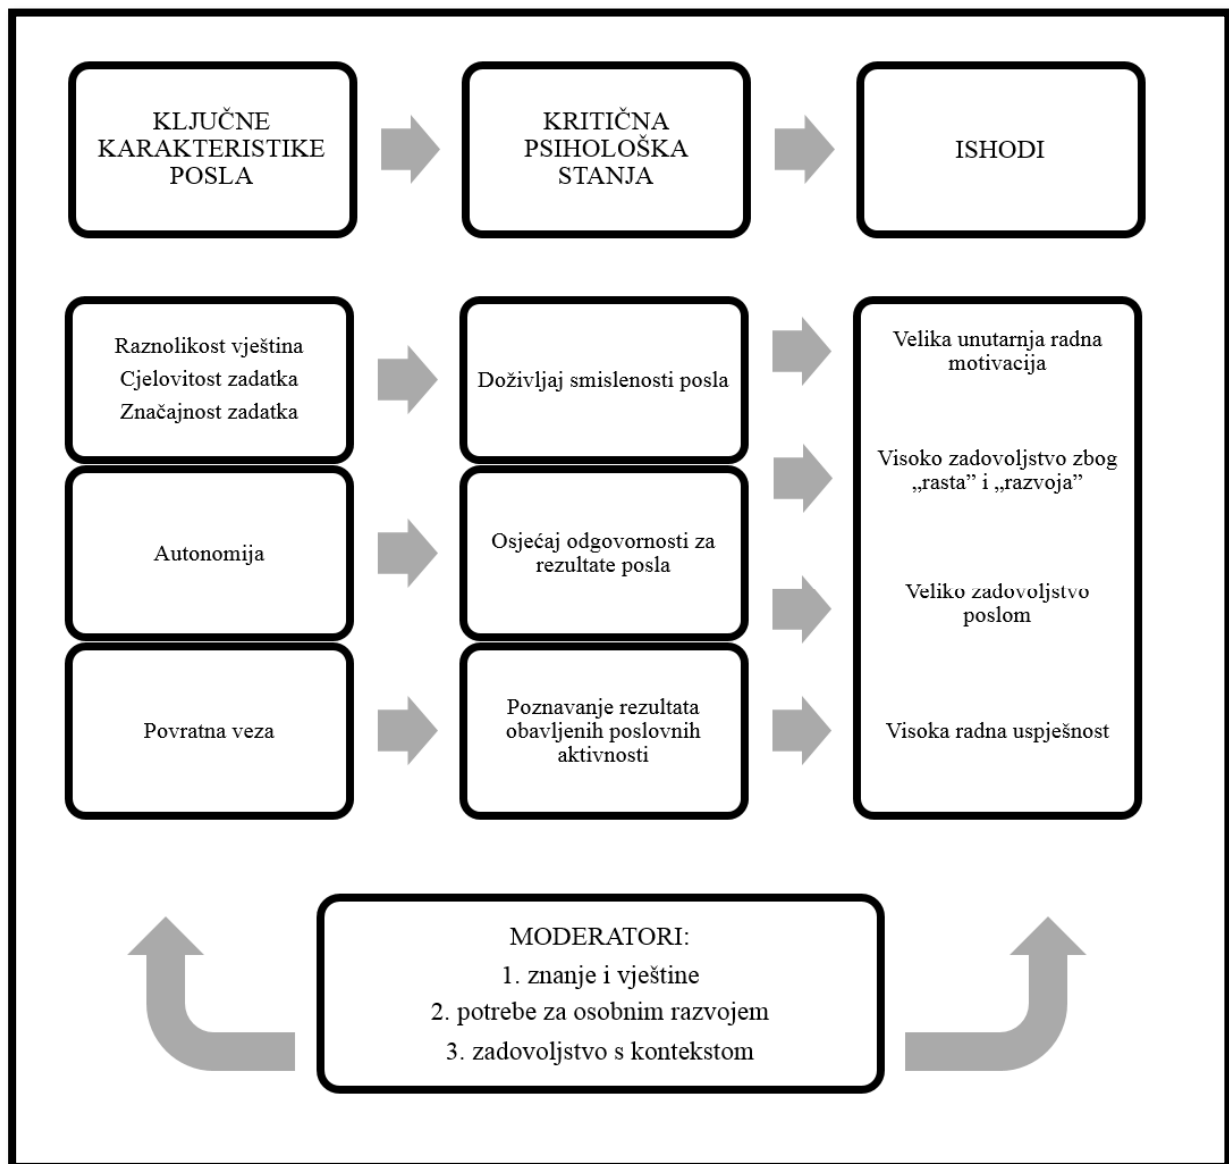 KLJUČNE
KARAKTERISTIKE
POSLA
KRITIČNA
PSIHOLOŠKA
STANJA
ISHODI
Raznolikost vještina
Cjelovitost zadatka
Značajnost zadatka
Doživljaj smislenosti posla
Velika unutarnja radna
motivacija
Visoko zadovoljstvo zbog
„rasta” i „razvoja”
Autonomija
Osjećaj odgovornosti za
rezultate posla
Veliko zadovoljstvo
poslom
Povratna veza
Poznavanje rezultata
obavljenih poslovnih
aktivnosti
Visoka radna uspješnost
MODERATORI:
1. znanje i vještine
2. potrebe za osobnim razvojem
3. zadovoljstvo s kontekstom